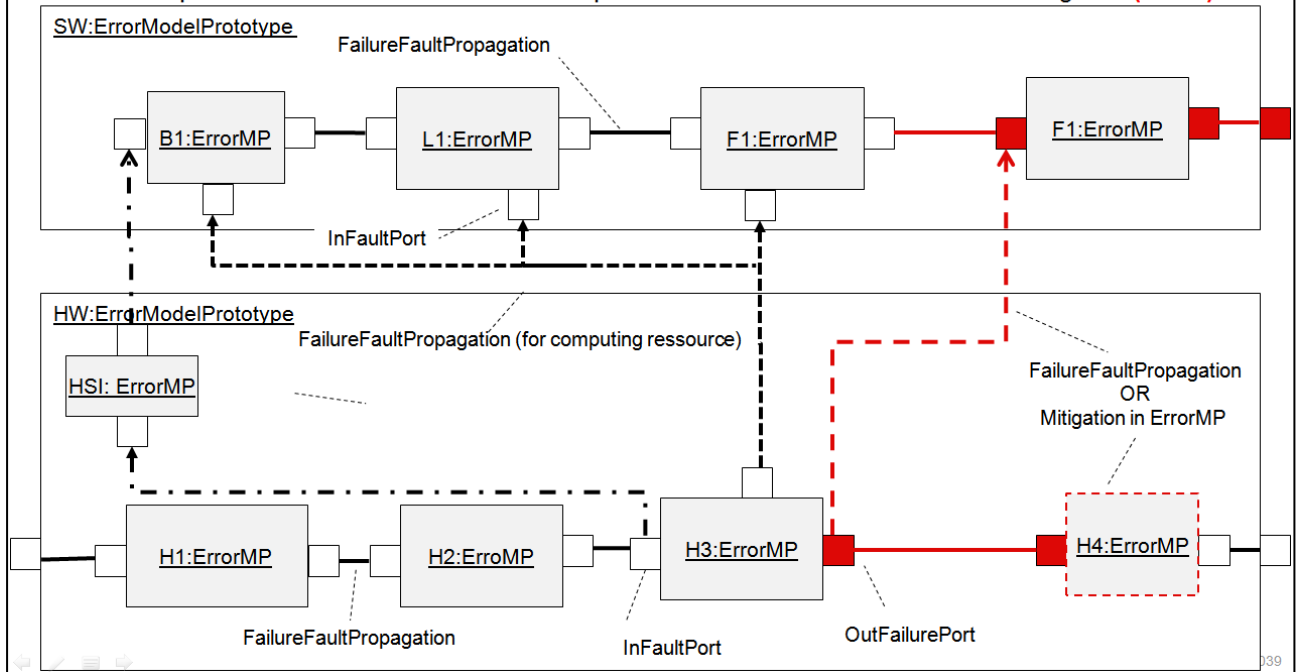 SW:ErrorModelPrototype
FailureFaultPropagation
B1:ErrorMP
L1:ErrorMP
F1:ErrorMP
F1:ErrorMP
InFaultPort
HW:ErrorModelPrototype
FailureFaultPropagation (for computing ressource)
HSI: ErrorMP
FailureFaultPropagation
OR
Mitigation in ErrorMP
H1:ErrorMP
H2:ErroMP
H3:ErrorMP
H4:ErrorMP
FailureFaultPropagation
InFaultPort
OutFailurePort
039